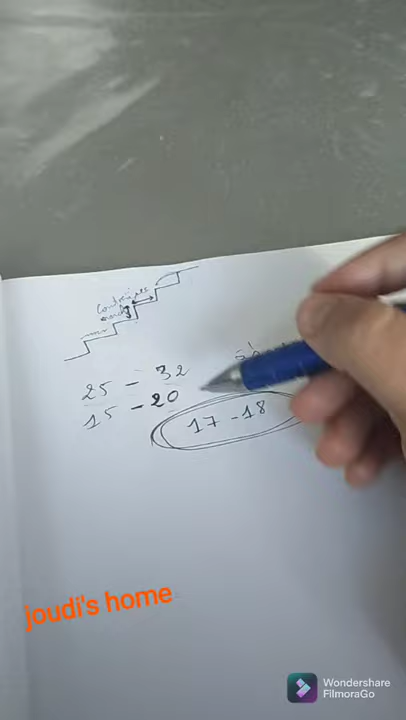 25 - 32
15 - 20
17 - 18
joudi's home
Wondershare
FilmoraGo